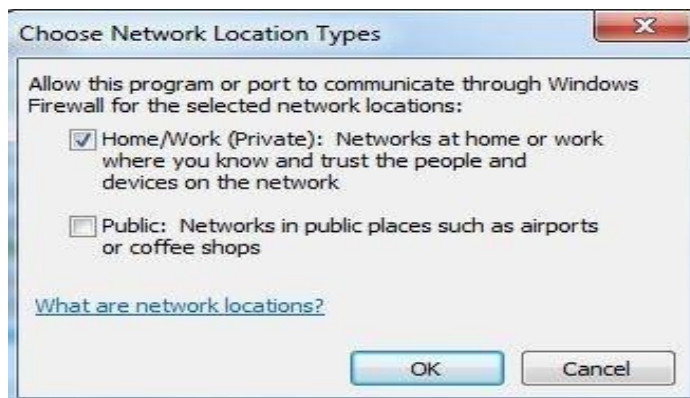 Choose Network Location Types
Allow this program or port to communicate through Windows
Firewall for the selected network locations:
Home/Work (Private): Networks at home or work
where you know and trust the people and
devices on the network
Public: Networks in public places such as airports
or coffee shops
What are network locations?
OK Cancel